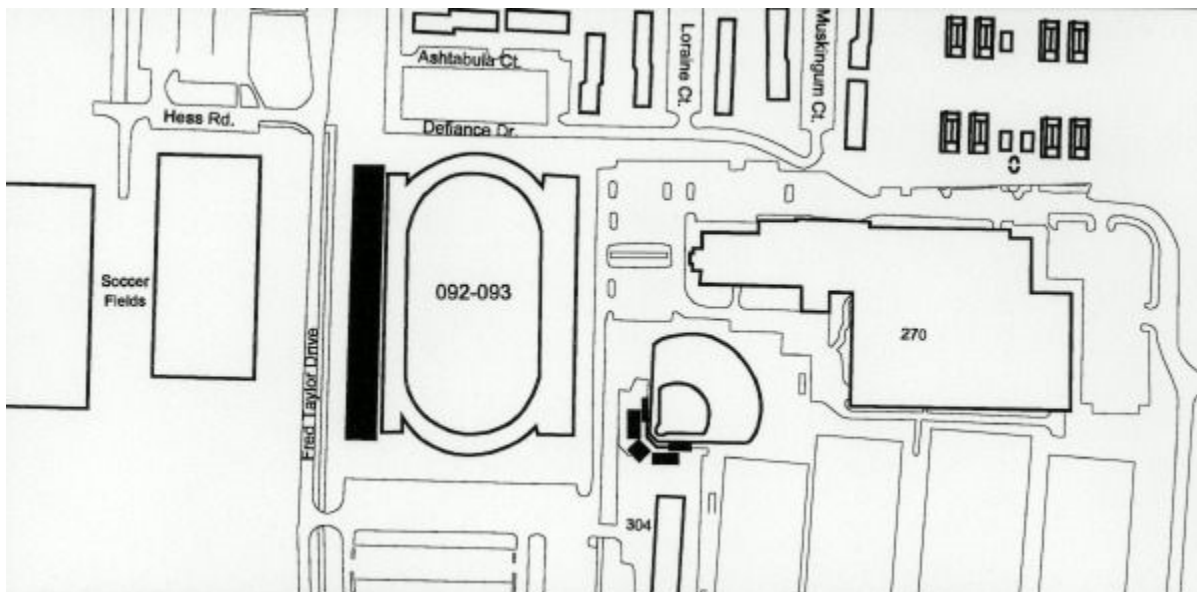 Ashtabula Ct.
Loraine Ct.
Muskingum Ct.
Hess Rd.
Defiance Dr.
Soccer
Fields
092-093
Fred Taylor Drive
270
304